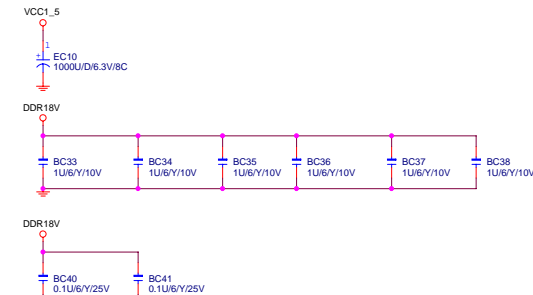 VCC1_5
1
+
EC10
1000U/D/6.3V/8C
DDR18V
BC33 BC34 BC35 BC36 BC37 BC38
1U/6/Y/10V 1U/6/Y/10V 1U/6/Y/10V 1U/6/Y/10V 1U/6/Y/10V 1U/6/Y/10V
DDR18V
BC40 BC41
0.1U/6/Y/25V 0.1U/6/Y/25V